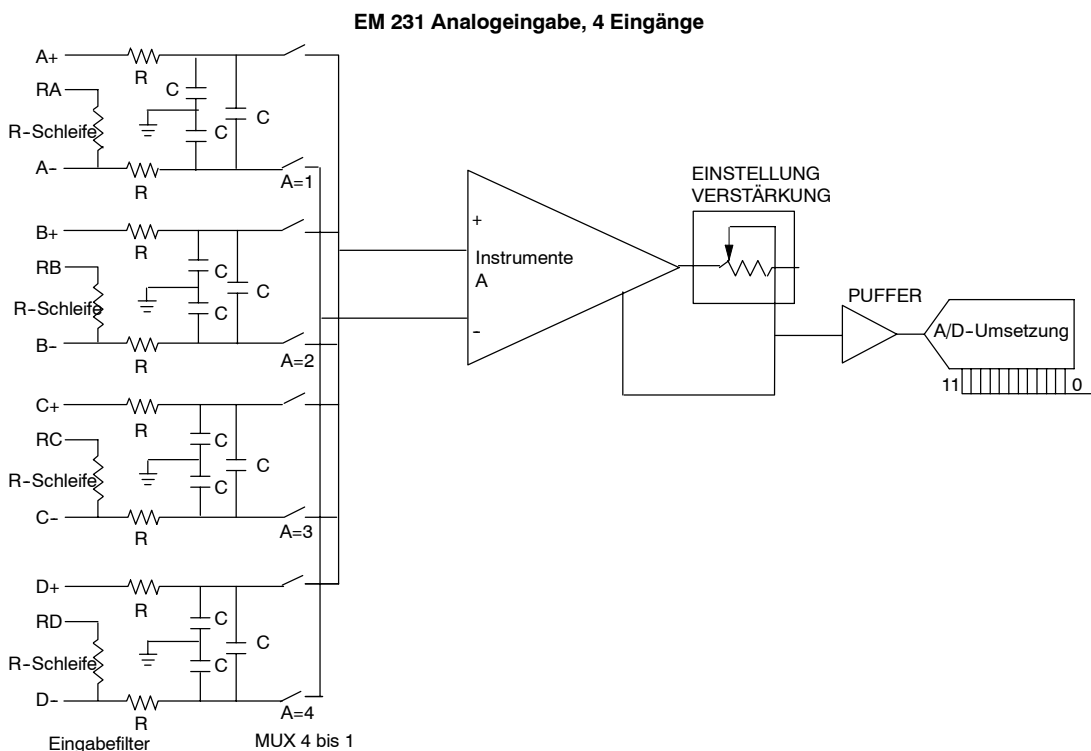 EM 231 Analogeingabe, 4 Eingänge
A+
R
C
C
C
RA
R-Schleife
A-
R
A=1
B+
R
C
C
C
RB
R-Schleife
B-
R
A=2
C+
R
C
C
C
RC
R-Schleife
C-
R
A=3
D+
R
C
C
C
RD
R-Schleife
D-
R
A=4
Eingabefilter
MUX 4 bis 1
+
Instrumente
A
-
EINSTELLUNG
VERSTÄRKUNG
PUFFER
A/D-Umsetzung
11
0